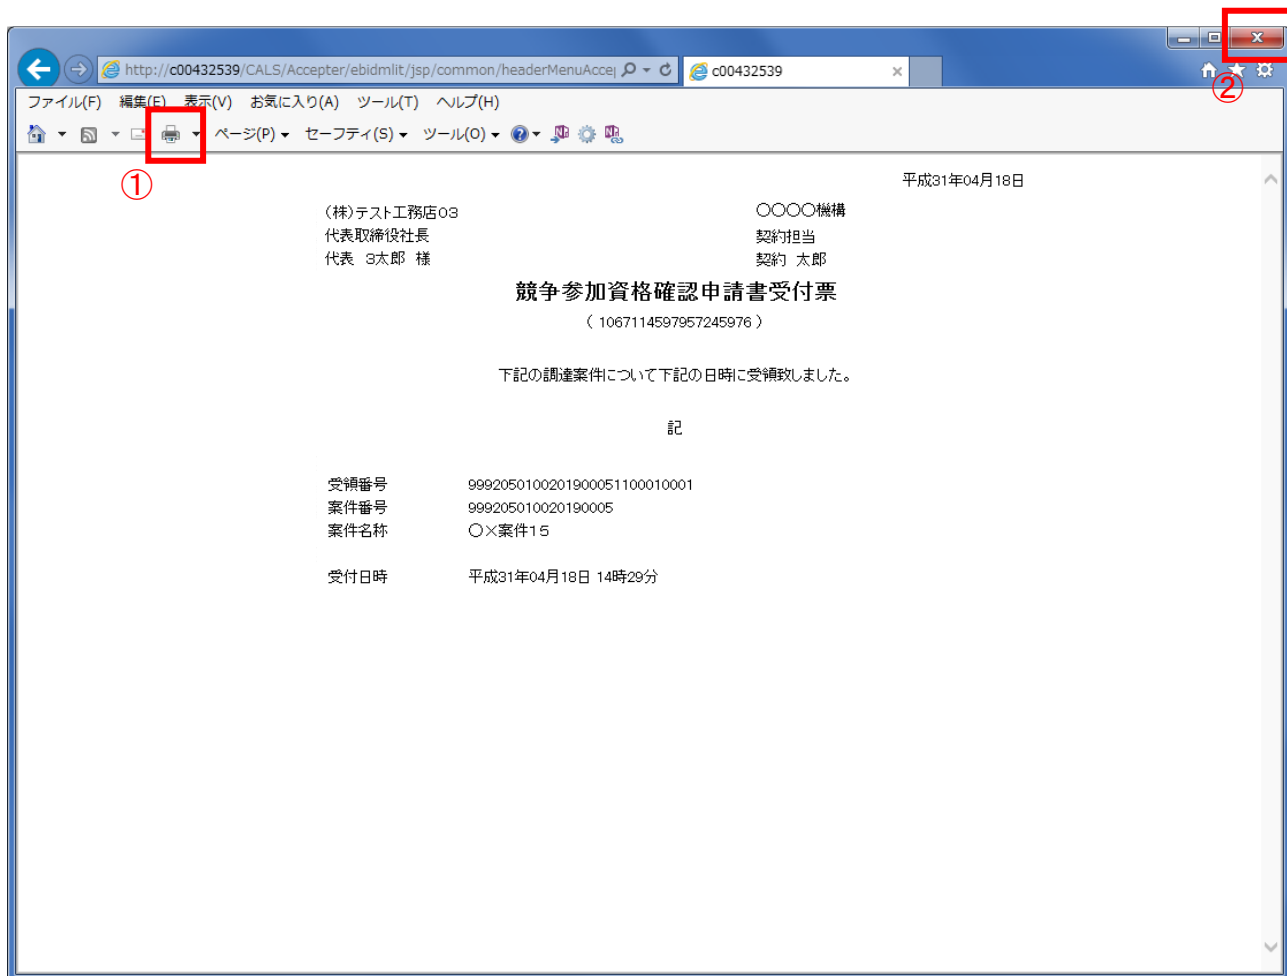 http://c00432539/CALS/Accepter/ebidmlit/jsp/common/headerMenuAccep
c00432539
②
ファイル(F) 編集(E) 表示(V) お気に入り(A) ツール(T) ヘルプ(H)
ページ(P) セーフティ(S) ツール(O)
①
平成31年04月18日
(株)テスト工務店03
代表取締役社長
代表 3太郎 様
〇〇〇〇機構
契約担当
契約 太郎
競争参加資格確認申請書受付票
( 1067114597957245976 )
下記の調達案件について下記の日時に受領致しました。
記
受領番号 9992050100201900051100010001
案件番号 999205010020190005
案件名称 〇×案件15
受付日時 平成31年04月18日 14時29分